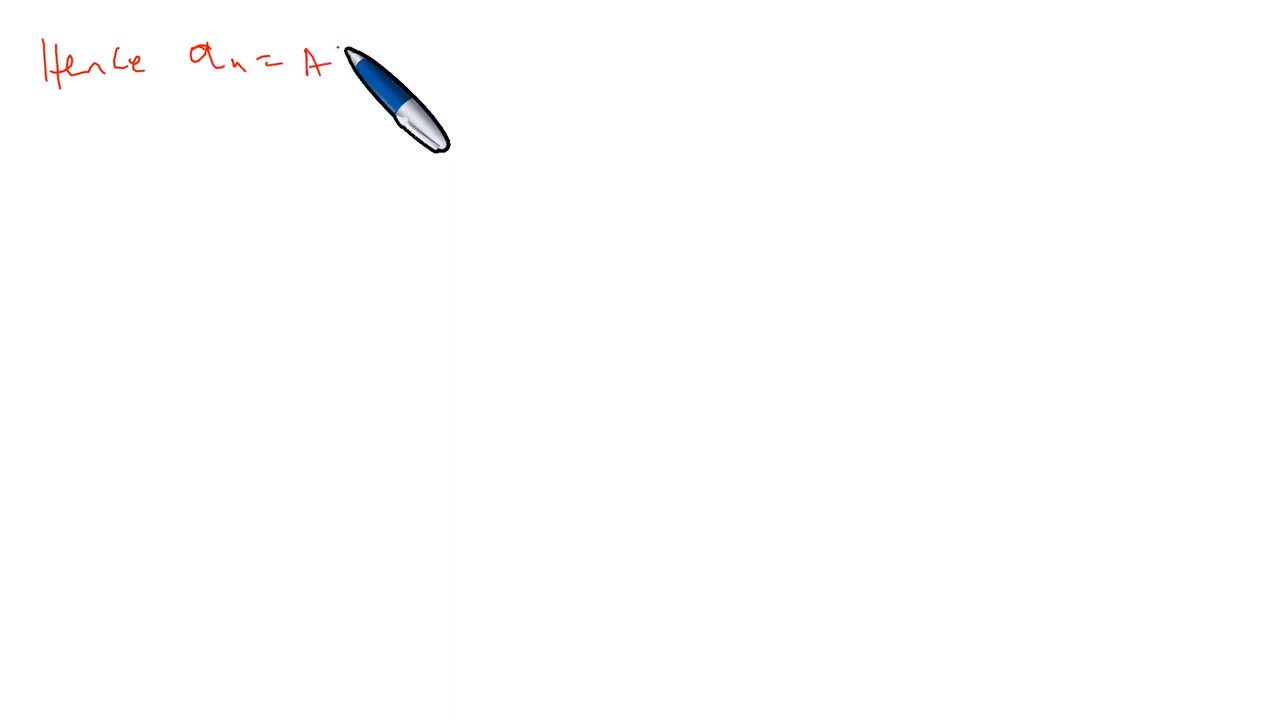 Hence aₙ = A